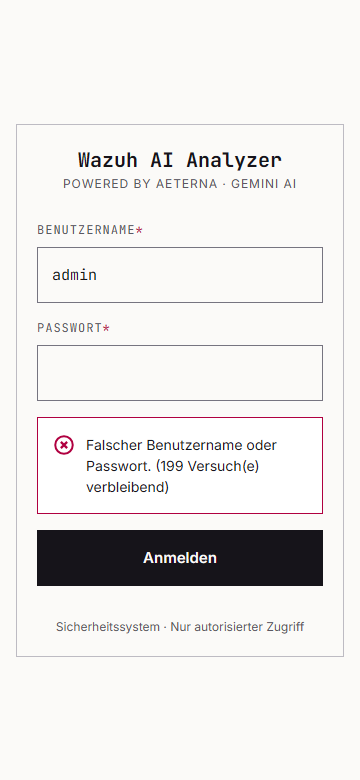 Wazuh AI Analyzer
POWERED BY AETERNA · GEMINI AI
BENUTZERNAME*
admin
PASSWORT*
Falscher Benutzername oder
Passwort. (199 Versuch(e)
verbleibend)
Anmelden
Sicherheitssystem · Nur autorisierter Zugriff